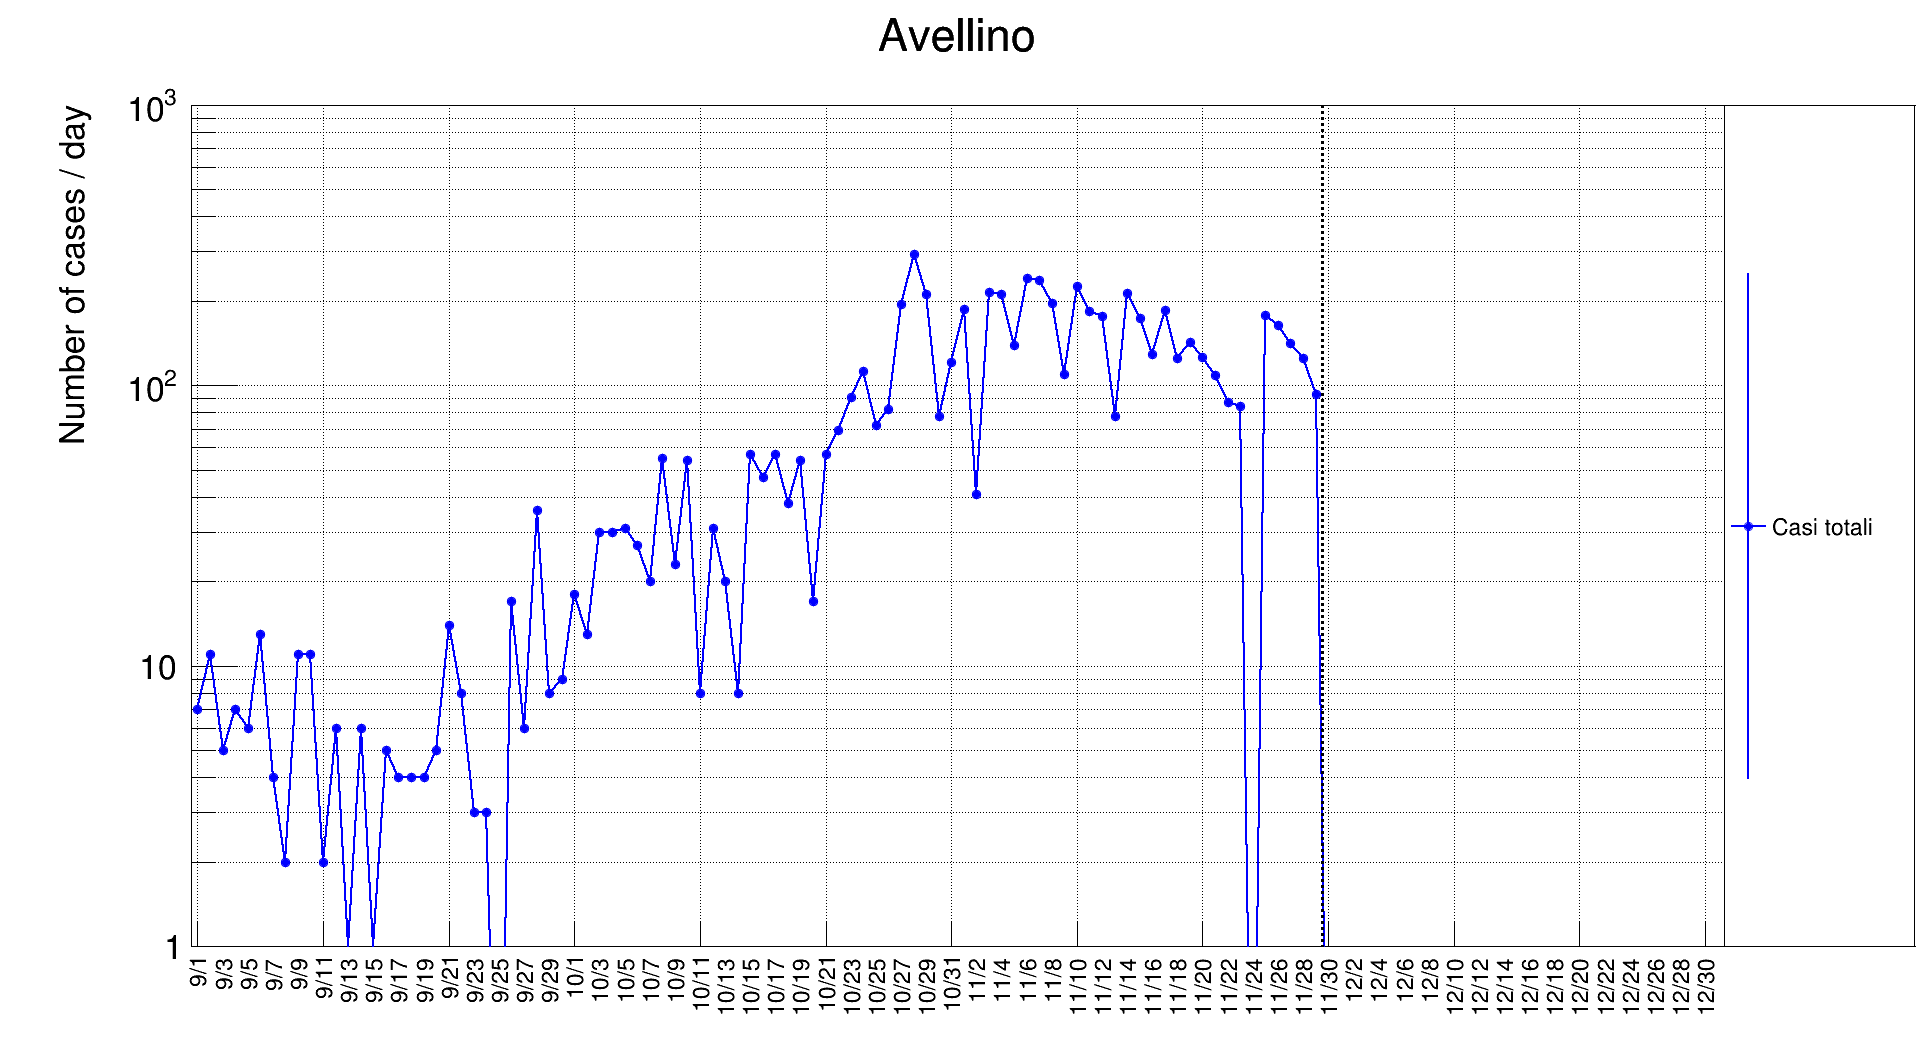 Avellino
Number of cases / day
10³
10²
10
1
9/1 9/3 9/5 9/7 9/9 9/11 9/13 9/15 9/17 9/19 9/21 9/23 9/25 9/27 9/29 10/1 10/3 10/5 10/7 10/9 10/11 10/13 10/15 10/17 10/19 10/21 10/23 10/25 10/27 10/29 10/31 11/2 11/4 11/6 11/8 11/10 11/12 11/14 11/16 11/18 11/20 11/22 11/24 11/26 11/28 11/30 12/2 12/4 12/6 12/8 12/10 12/12 12/14 12/16 12/18 12/20 12/22 12/24 12/26 12/28 12/30
Casi totali